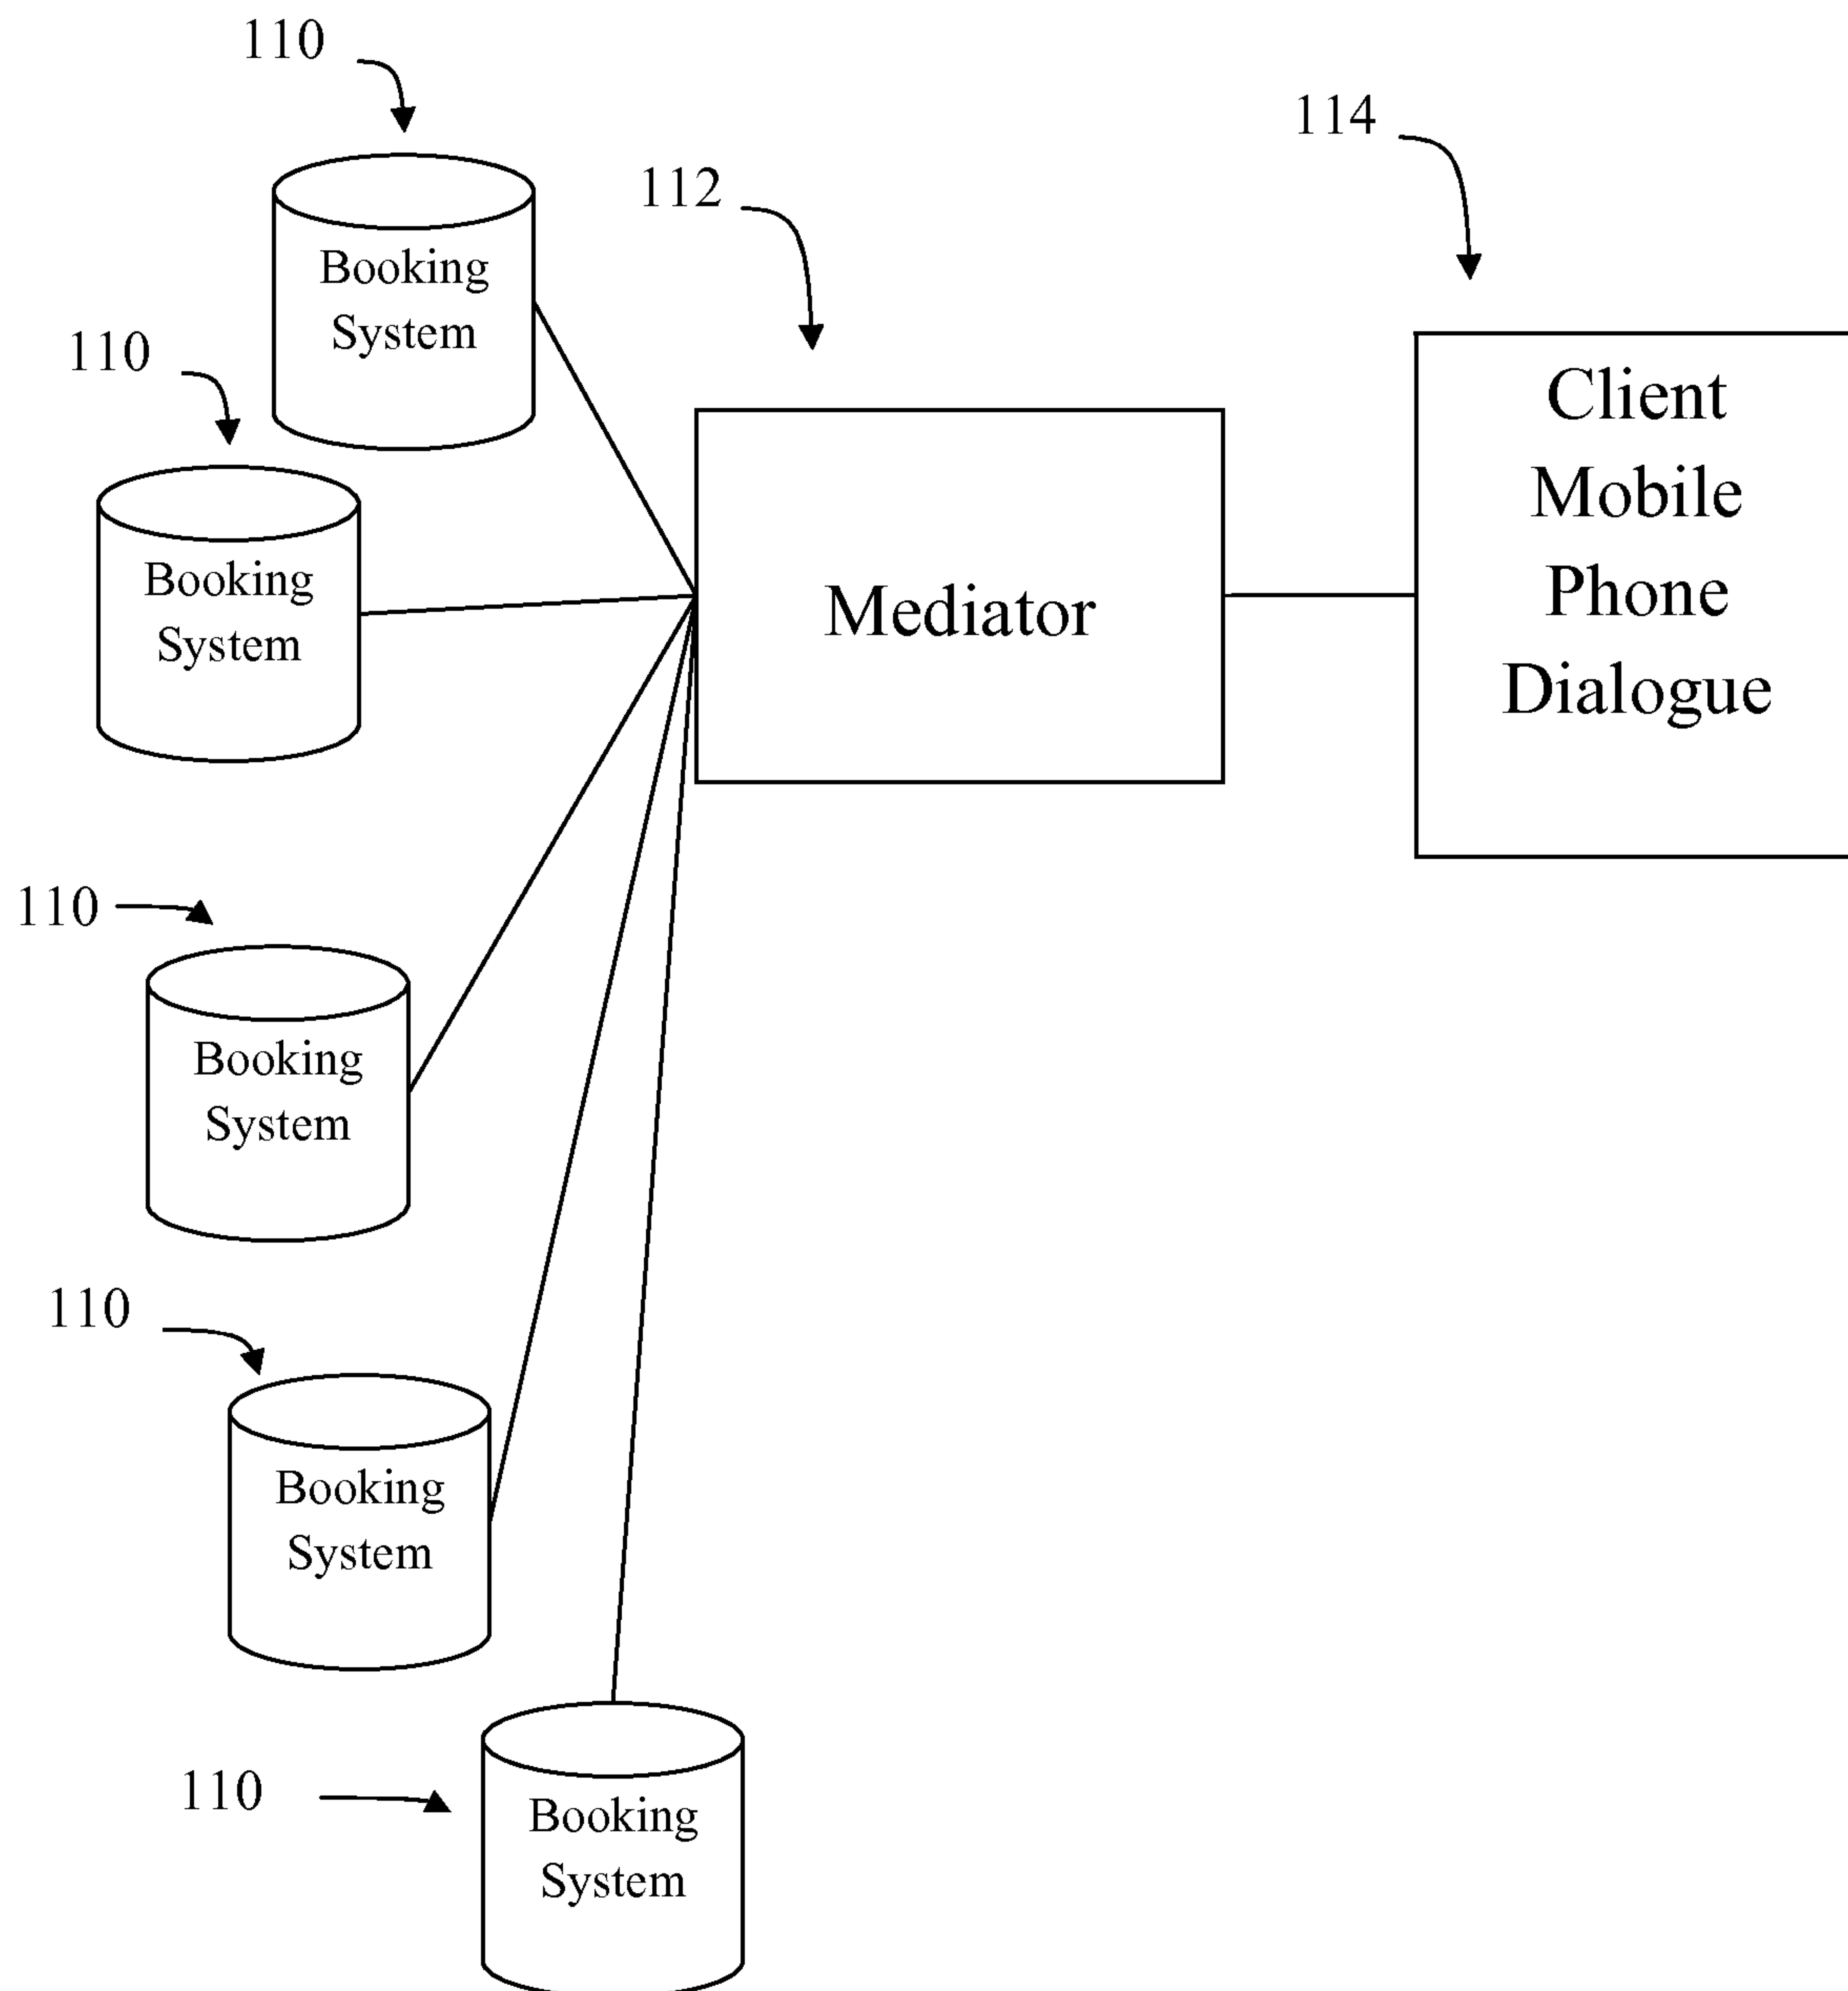 110
114
112
Booking
System
110
Client
Mobile
Phone
Dialogue
Booking
System
Mediator
110
Booking
System
110
Booking
System
110
Booking
System